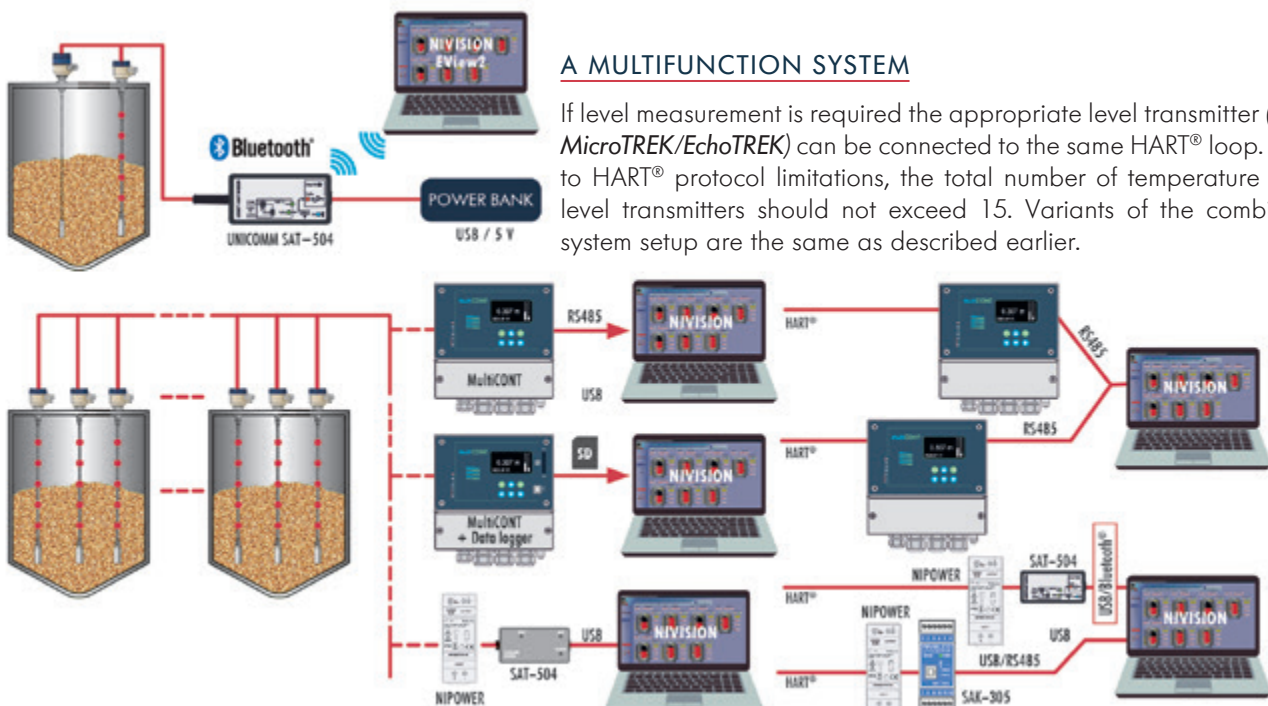 NIVISION
EView2
Bluetooth®
UNICOMM SAT-504
POWER BANK
USB / 5 V
A MULTIFUNCTION SYSTEM
If level measurement is required the appropriate level transmitter (
MicroTREK/EchoTREK) can be connected to the same HART® loop.
to HART® protocol limitations, the total number of temperature
level transmitters should not exceed 15. Variants of the combi
system setup are the same as described earlier.
MultiCONT
RS485
USB
NIVISION
HART®
RS485
MultiCONT
+ Data logger
SD
NIVISION
HART®
RS485
NIVISION
NIPOWER
SAT-504
USB
NIVISION
HART®
NIPOWER
SAT-504
USB/Bluetooth®
HART®
NIPOWER
SAK-305
USB/RS485
USB
NIVISION